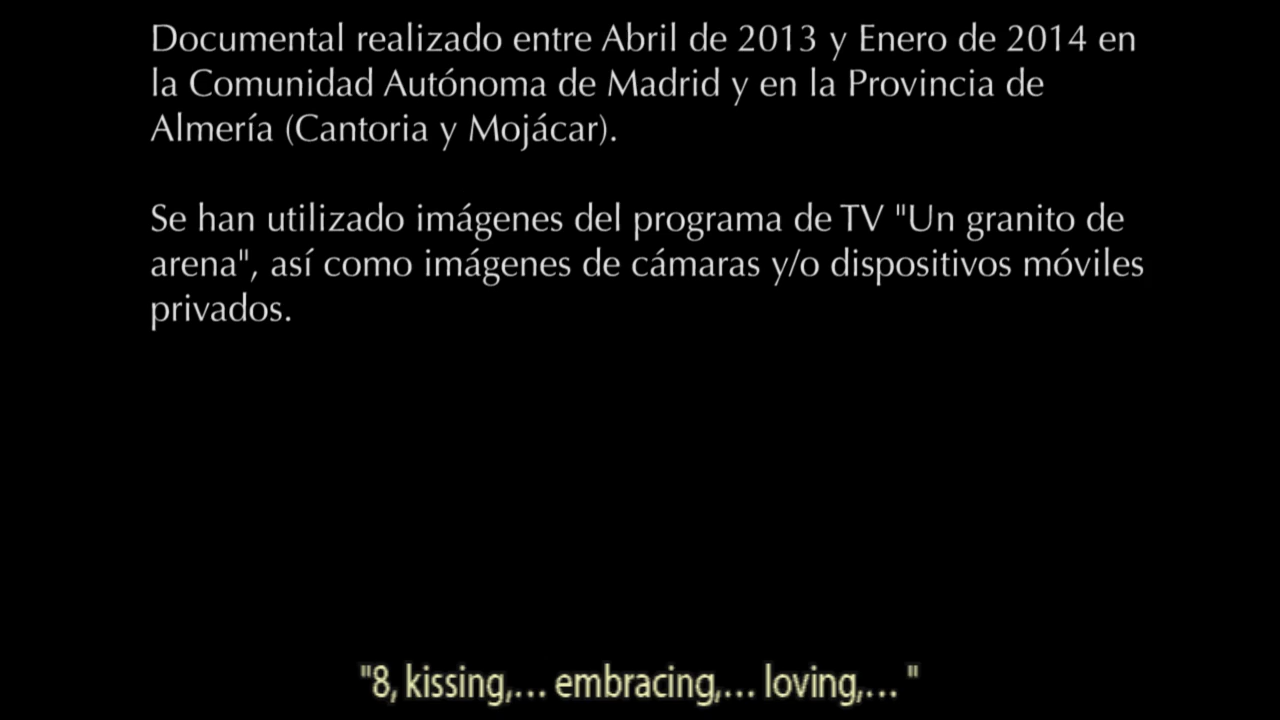 Documental realizado entre Abril de 2013 y Enero de 2014 en
la Comunidad Autónoma de Madrid y en la Provincia de
Almería (Cantoria y Mojácar).
Se han utilizado imágenes del programa de TV "Un granito de
arena", así como imágenes de cámaras y/o dispositivos móviles
privados.
"8, kissing,... embracing,... loving,... "